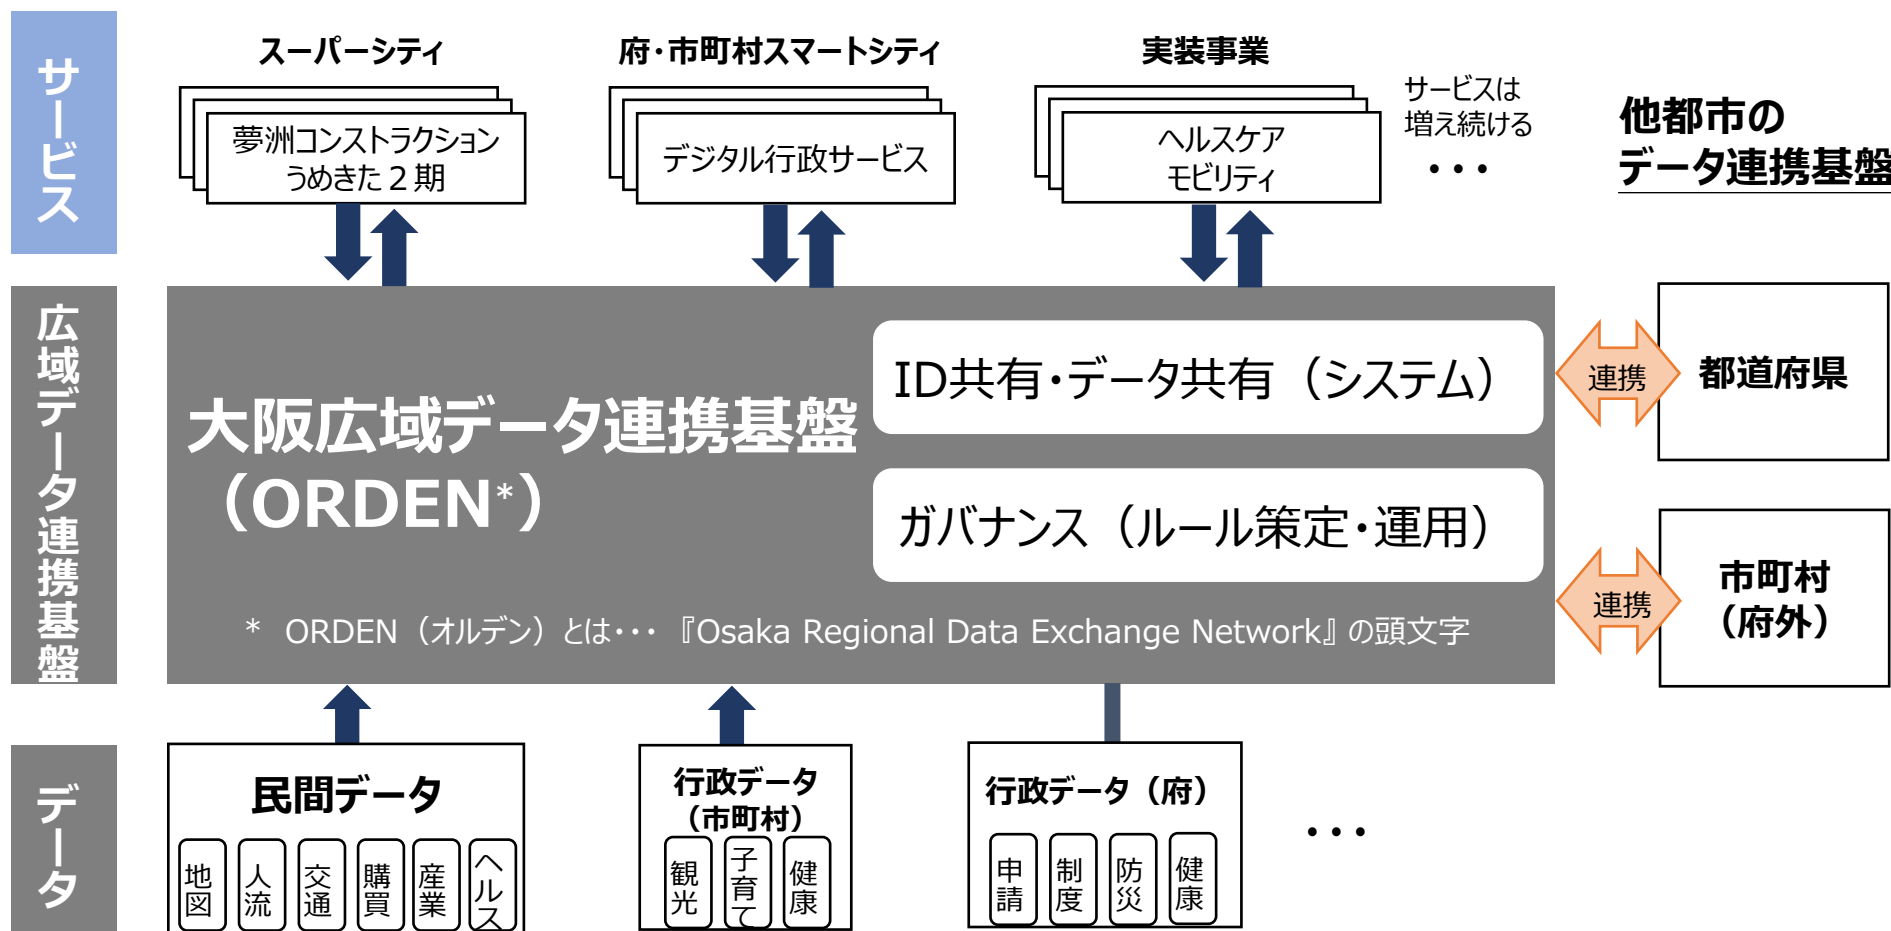 サービス
スーパーシティ
夢洲コンストラクション
うめきた２期
府・市町村スマートシティ
デジタル行政サービス
実装事業
ヘルスケア
モビリティ
サービスは
増え続ける
・・・
他都市の
データ連携基盤
広域データ連携基盤
大阪広域データ連携基盤
（ORDEN*）
ID共有・データ共有（システム）
ガバナンス（ルール策定・運用）
* ORDEN（オルデン）とは・・・『Osaka Regional Data Exchange Network』の頭文字
連携
都道府県
連携
市町村
（府外）
データ
民間データ
地図
人流
交通
購買
産業
ヘルス
行政データ
（市町村）
観光
子育て
健康
行政データ（府）
申請
制度
防災
健康
・・・